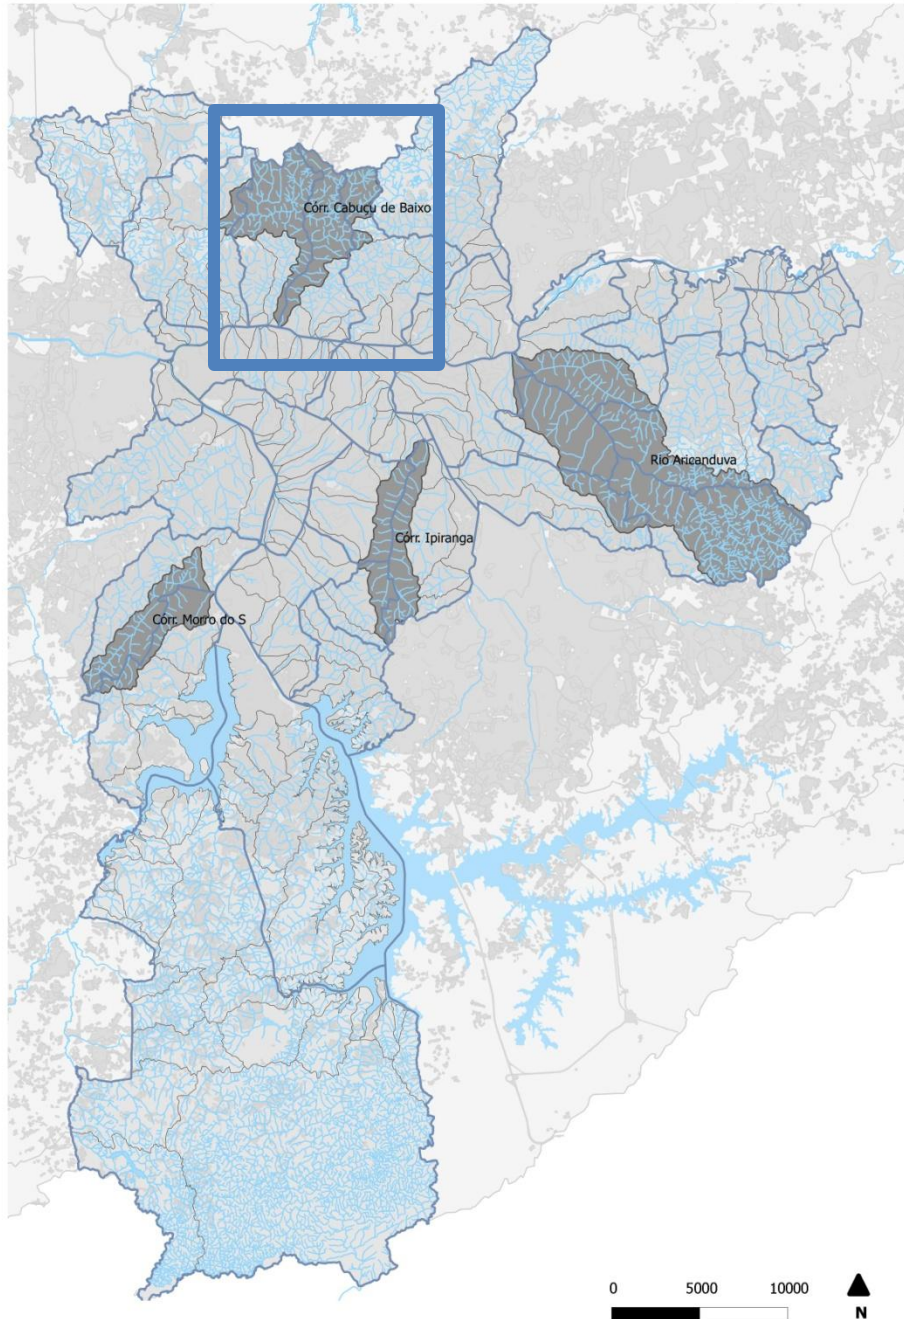 Córr. Cabuçu de Baixo
Rio Aricanduva
Córr. Ipiranga
Córr. Morro do S
0 5000 10000
N